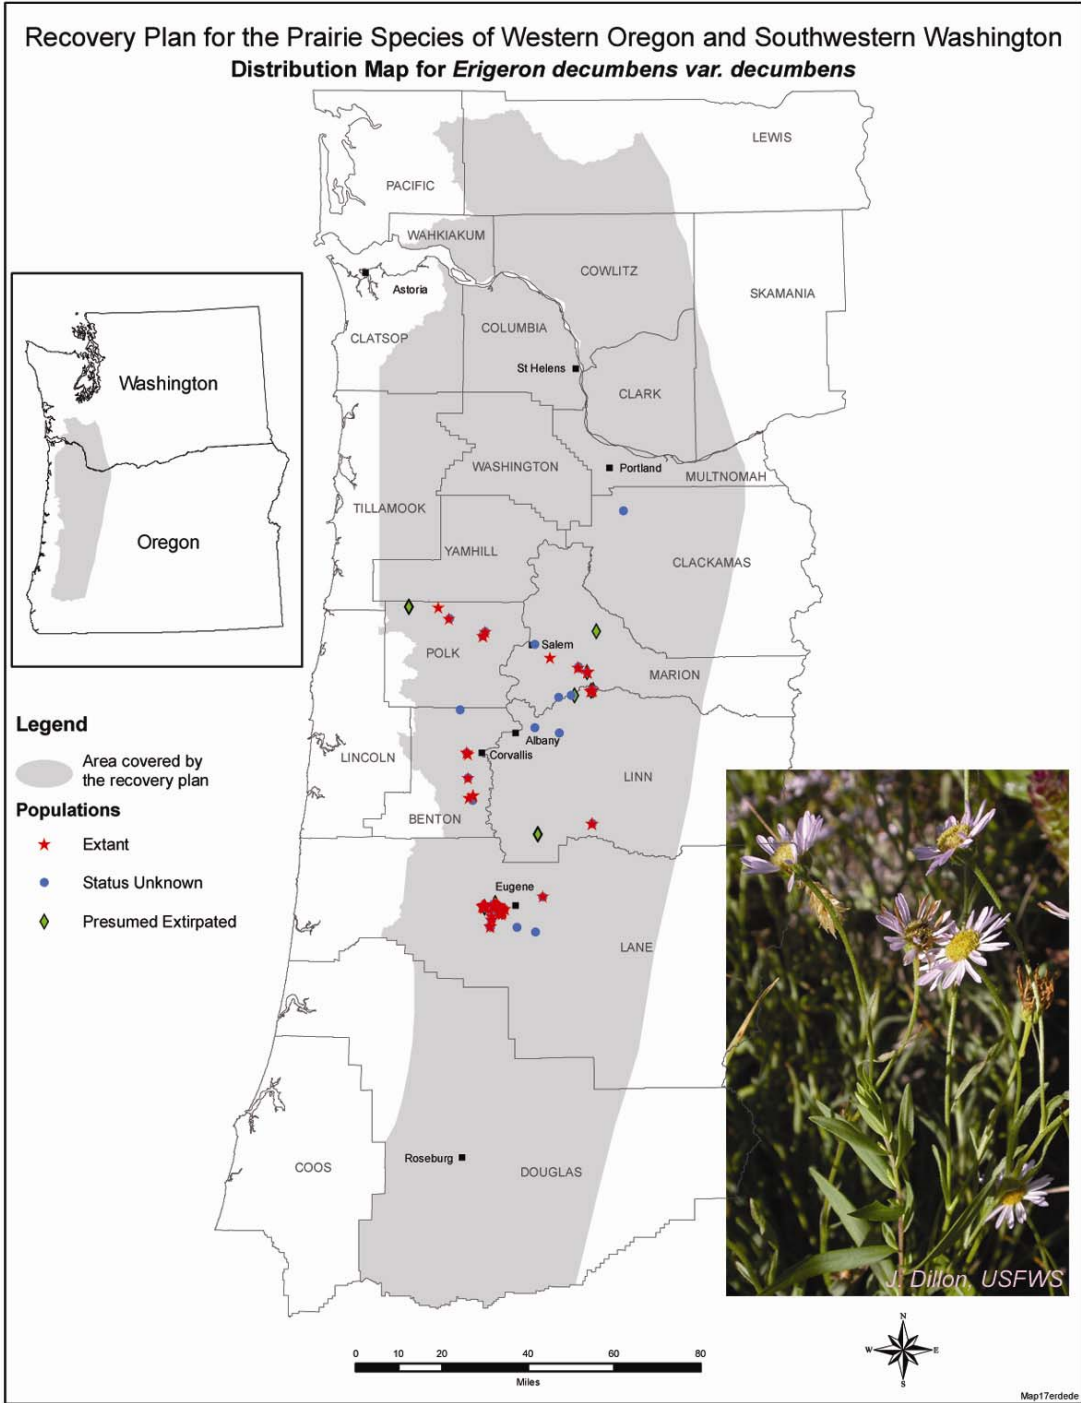 Recovery Plan for the Prairie Species of Western Oregon and Southwestern Washington
Distribution Map for Erigeron decumbens var. decumbens
LEWIS
PACIFIC
WAHKIAKUM
COWLITZ
SKAMANIA
Astoria
CLATSOP
COLUMBIA
St Helens
CLARK
Washington
Oregon
WASHINGTON
Portland
MULTNOMAH
TILLAMOOK
YAMHILL
CLACKAMAS
POLK
Salem
MARION
Albany
Corvallis
LINCOLN
LINN
BENTON
Eugene
LANE
Roseburg
COOS
DOUGLAS
Legend
Area covered by
the recovery plan
Populations
Extant
Status Unknown
Presumed Extirpated
J. Dillon, USFWS
0 10 20 40 60 80
Miles
N
W E
S
Map17erdede